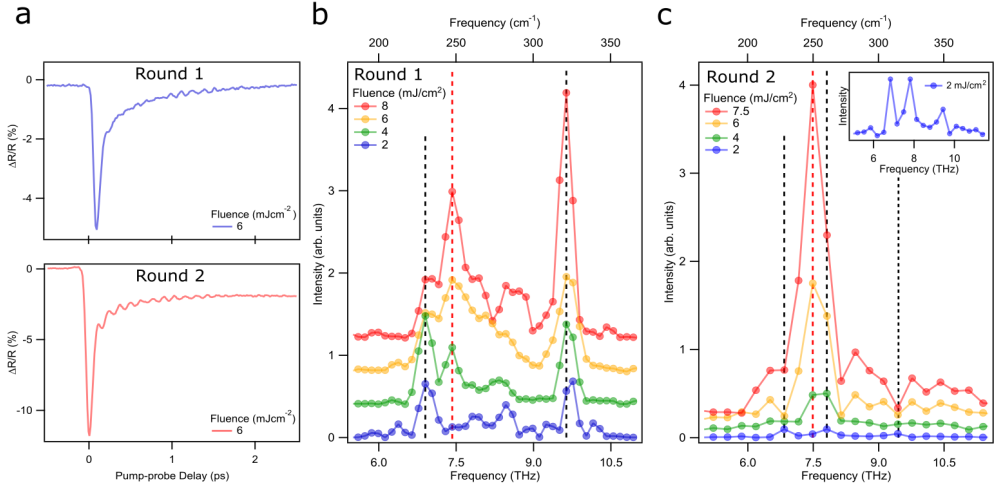 a
Round 1
0
-2
-4
ΔR/R (%)
Fluence (mJcm-2)
6
0
1
2
Round 2
0
-5
-10
ΔR/R (%)
Fluence (mJcm-2)
6
0
1
2
Pump-probe Delay (ps)
b
Frequency (cm-1)
200
250
300
350
Round 1
Fluence (mJ/cm2)
8
6
4
2
4
3
2
1
0
Intensity (arb. units)
6.0
7.5
9.0
10.5
Frequency (THz)
c
Frequency (cm-1)
200
250
300
350
Round 2
Fluence (mJ/cm2)
7.5
6
4
2
4
3
2
1
0
Intensity (arb. units)
6.0
7.5
9.0
10.5
Frequency (THz)
2 mJ/cm2
Intensity
6
8
10
Frequency (THz)